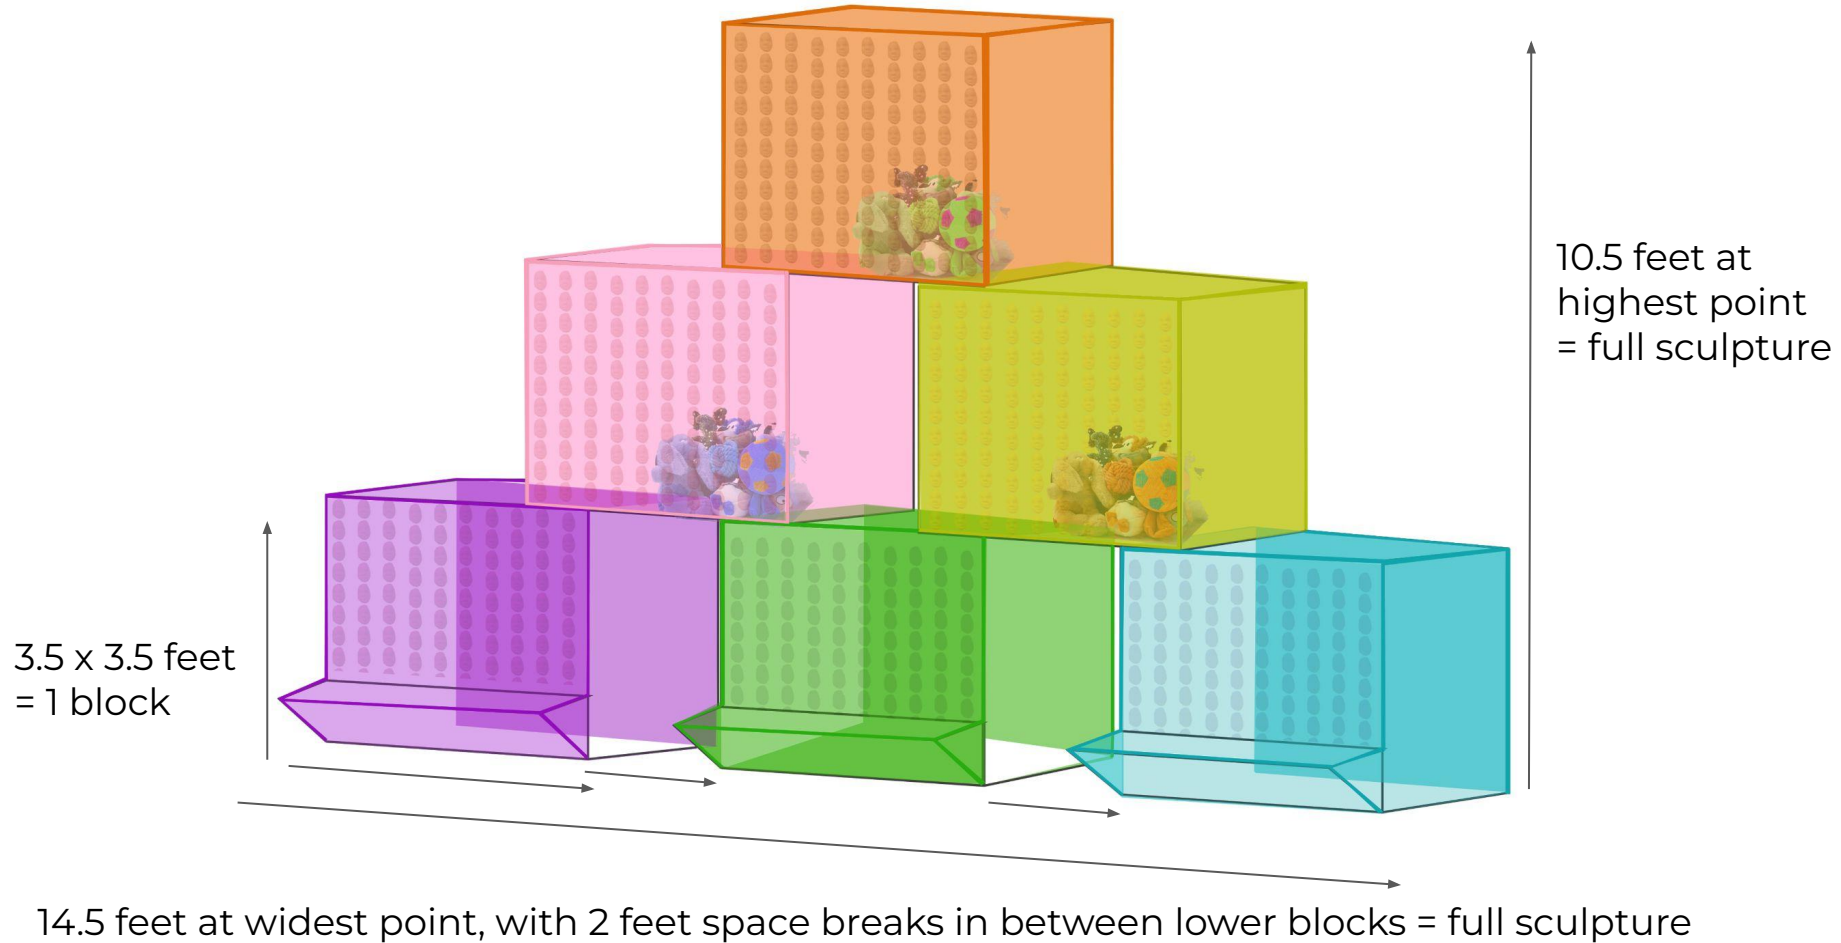 10.5 feet at
highest point
= full sculpture
3.5 x 3.5 feet
= 1 block
14.5 feet at widest point, with 2 feet space breaks in between lower blocks = full sculpture